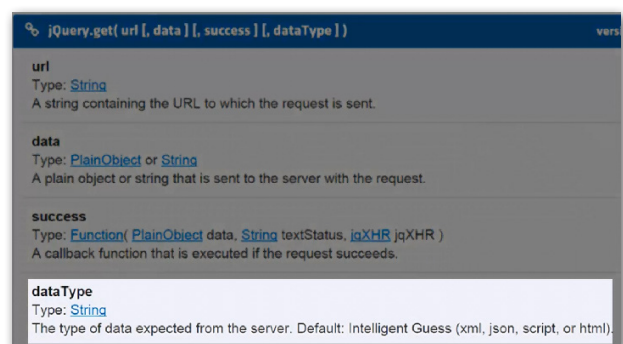 jQuery.get( url [, data ] [, success ] [, dataType ] )
vers
url
Type: String
A string containing the URL to which the request is sent.
data
Type: PlainObject or String
A plain object or string that is sent to the server with the request.
success
Type: Function( PlainObject data, String textStatus, jqXHR jqXHR )
A callback function that is executed if the request succeeds.
dataType
Type: String
The type of data expected from the server. Default: Intelligent Guess (xml, json, script, or html).